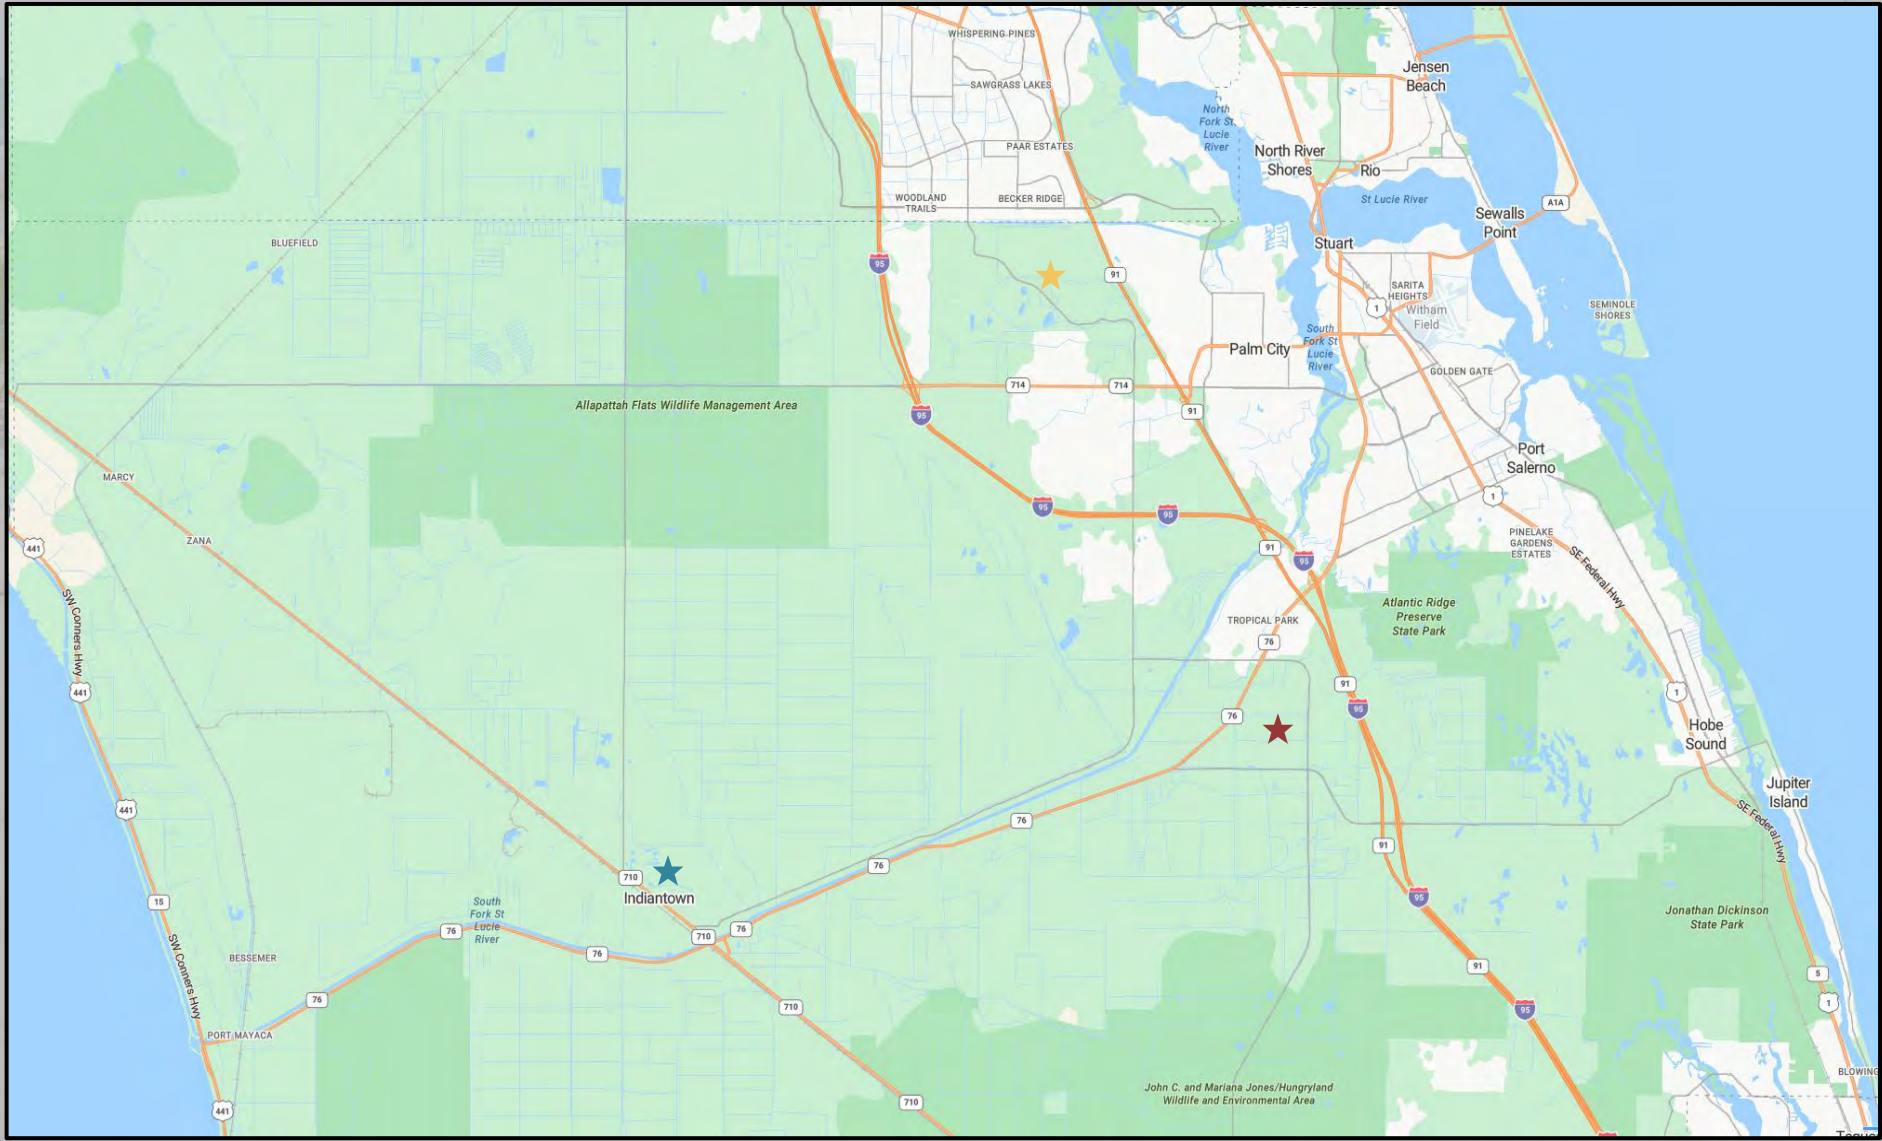 WHISPERING PINES
Jensen
Beach
SAWGRASS LAKES
North
Fork St
Lucie
River
PAAR ESTATES
North River
Shores
Rio
WOODLAND
TRAILS
BECKER RIDGE
St Lucie River
A1A
Sewalls
Point
BLUEFIELD
Stuart
95
91
SARITA
HEIGHTS
1
Witham
Field
SEMINOLE
SHORES
South
Fork St
Lucie
River
Palm City
GOLDEN GATE
714
714
Allapattah Flats Wildlife Management Area
95
91
Port
Salerno
MARCY
95
95
1
ZANA
441
91
95
PINELAKE
GARDENS
ESTATES
SE Federal Hwy
SW Conners Hwy
Atlantic Ridge
Preserve
State Park
TROPICAL PARK
76
441
91
95
1
76
Hobe
Sound
Jupiter
Island
441
76
SE Federal Hwy
91
76
710
Indiantown
95
15
South
Fork St
Lucie
River
Jonathan Dickinson
State Park
76
76
710
SW Conners Hwy
76
BESSEMER
91
5
76
710
95
1
PORT MAYACA
BLOWING
John C. and Mariana Jones/Hungryland
Wildlife and Environmental Area
710
441